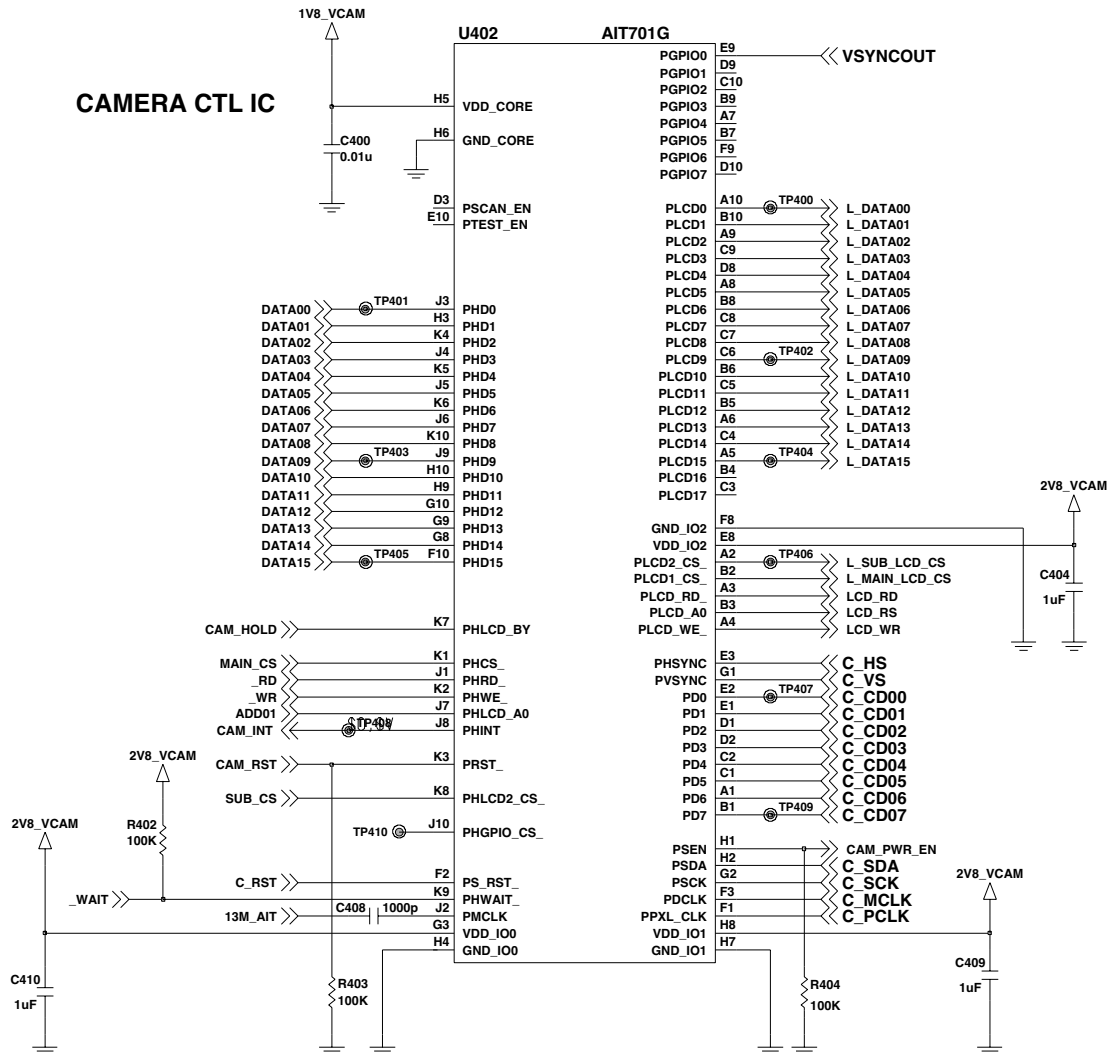 1V8_VCAM
U402 AIT701G
CAMERA CTL IC
H5 VDD_CORE
C400
0.01u
H6 GND_CORE
D3 PSCAN_EN
E10 PTEST_EN
DATA00 TP401 J3 PHD0
DATA01 H3 PHD1
DATA02 K4 PHD2
DATA03 J4 PHD3
DATA04 K5 PHD4
DATA05 J5 PHD5
DATA06 K6 PHD6
DATA07 J6 PHD7
DATA08 K10 PHD8
DATA09 TP403 J9 PHD9
DATA10 H10 PHD10
DATA11 H9 PHD11
DATA12 G10 PHD12
DATA13 G9 PHD13
DATA14 G8 PHD14
DATA15 TP405 F10 PHD15
CAM_HOLD K7 PHLCD_BY
MAIN_CS K1 PHCS_
_RD J1 PHRD_
_WR K2 PHWE_
ADD01 J7 PHLCD_A0
CAM_INT TP408 J8 PHINT
CAM_RST K3 PRST_
SUB_CS K8 PHLCD2_CS_
TP410 J10 PHGPIO_CS_
2V8_VCAM
R402
100K
2V8_VCAM
C_RST F2 PS_RST_
_WAIT K9 PHWAIT_
13M_AIT C408 1000p J2 PMCLK
G3 VDD_IO0
H4 GND_IO0
C410
1uF
R403
100K
PGPIO0 E9 VSYNCOUT
PGPIO1 D9
PGPIO2 C10
PGPIO3 B9
PGPIO4 A7
PGPIO5 B7
PGPIO6 F9
PGPIO7 D10
PLCD0 A10 TP400 L_DATA00
PLCD1 B10 L_DATA01
PLCD2 A9 L_DATA02
PLCD3 C9 L_DATA03
PLCD4 D8 L_DATA04
PLCD5 A8 L_DATA05
PLCD6 B8 L_DATA06
PLCD7 C8 L_DATA07
PLCD8 C7 L_DATA08
PLCD9 C6 TP402 L_DATA09
PLCD10 B6 L_DATA10
PLCD11 C5 L_DATA11
PLCD12 B5 L_DATA12
PLCD13 A6 L_DATA13
PLCD14 C4 L_DATA14
PLCD15 A5 TP404 L_DATA15
PLCD16 B4
PLCD17 C3
2V8_VCAM
GND_IO2 F8
VDD_IO2 E8
PLCD2_CS_ A2 TP406 L_SUB_LCD_CS
PLCD1_CS_ B2 L_MAIN_LCD_CS
PLCD_RD_ A3 LCD_RD
PLCD_A0 B3 LCD_RS
PLCD_WE_ A4 LCD_WR
C404
1uF
PHSYNC E3 C_HS
PVSYNC G1 C_VS
PD0 E2 TP407 C_CD00
PD1 E1 C_CD01
PD2 D1 C_CD02
PD3 D2 C_CD03
PD4 C2 C_CD04
PD5 C1 C_CD05
PD6 A1 C_CD06
PD7 B1 TP409 C_CD07
PSEN H1 CAM_PWR_EN
PSDA H2 C_SDA
PSCK G2 C_SCK
PDCLK F3 C_MCLK
PPXL_CLK F1 C_PCLK
VDD_IO1 H8
GND_IO1 H7
2V8_VCAM
C409
1uF
R404
100K